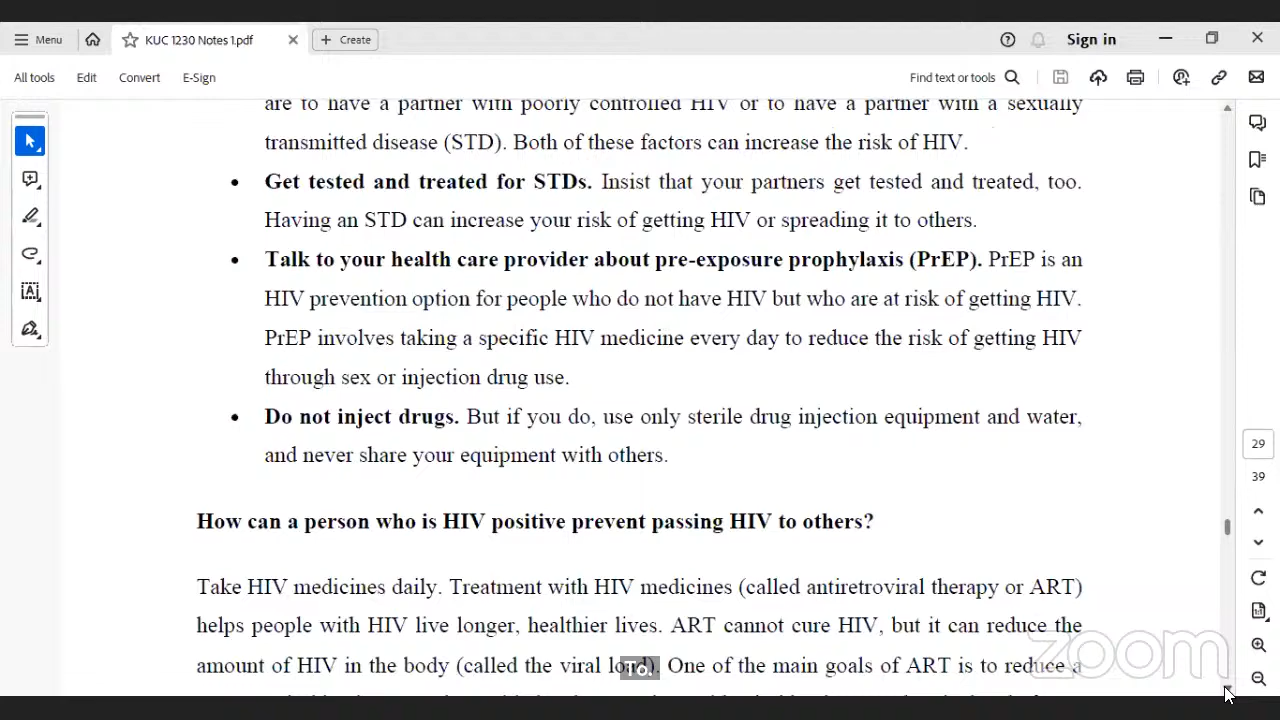 Menu
KUC 1230 Notes 1.pdf
Create
Sign in
All tools
Edit
Convert
E-Sign
Find text or tools
are to have a partner with poorly controlled HIV or to have a partner with a sexually
transmitted disease (STD). Both of these factors can increase the risk of HIV.
• Get tested and treated for STDs. Insist that your partners get tested and treated, too.
Having an STD can increase your risk of getting HIV or spreading it to others.
• Talk to your health care provider about pre-exposure prophylaxis (PrEP). PrEP is an
HIV prevention option for people who do not have HIV but who are at risk of getting HIV.
PrEP involves taking a specific HIV medicine every day to reduce the risk of getting HIV
through sex or injection drug use.
• Do not inject drugs. But if you do, use only sterile drug injection equipment and water,
and never share your equipment with others.
29
39
How can a person who is HIV positive prevent passing HIV to others?
Take HIV medicines daily. Treatment with HIV medicines (called antiretroviral therapy or ART)
helps people with HIV live longer, healthier lives. ART cannot cure HIV, but it can reduce the
amount of HIV in the body (called the viral load). One of the main goals of ART is to reduce a
To.
zoom